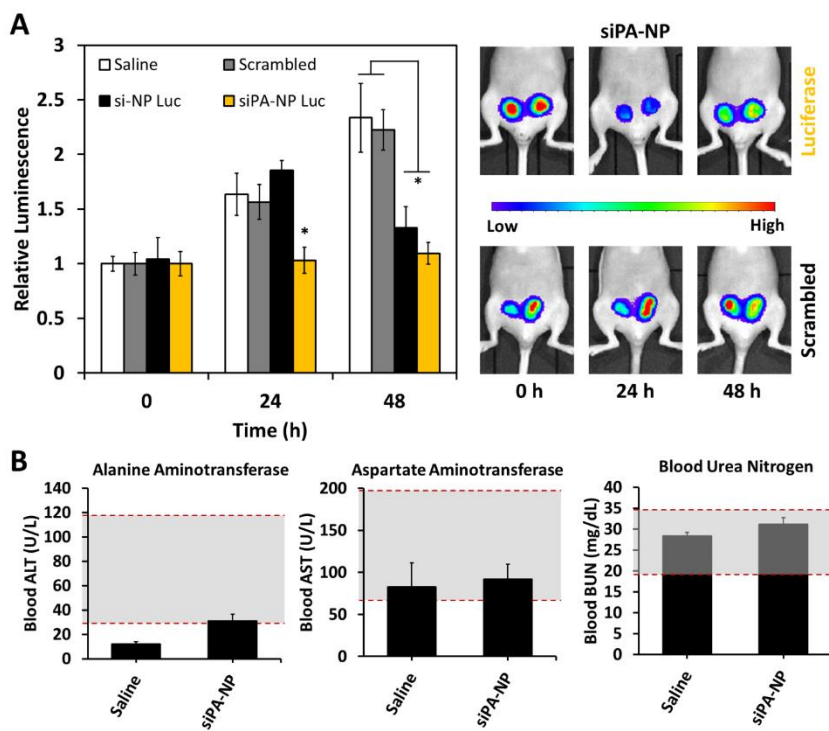 A
Relative Luminescence
3
2.5
2
1.5
1
0.5
0
Saline
Scrambled
si-NP Luc
siPA-NP Luc
*
*
0
24
48
Time (h)
siPA-NP
Luciferase
Low
High
Scrambled
0 h
24 h
48 h
B
Alanine Aminotransferase
Blood ALT (U/L)
140
120
100
80
60
40
20
0
Saline
siPA-NP
Aspartate Aminotransferase
Blood AST (U/L)
200
150
100
50
0
Saline
siPA-NP
Blood Urea Nitrogen
Blood BUN (mg/dL)
40
35
30
25
20
15
10
5
0
Saline
siPA-NP